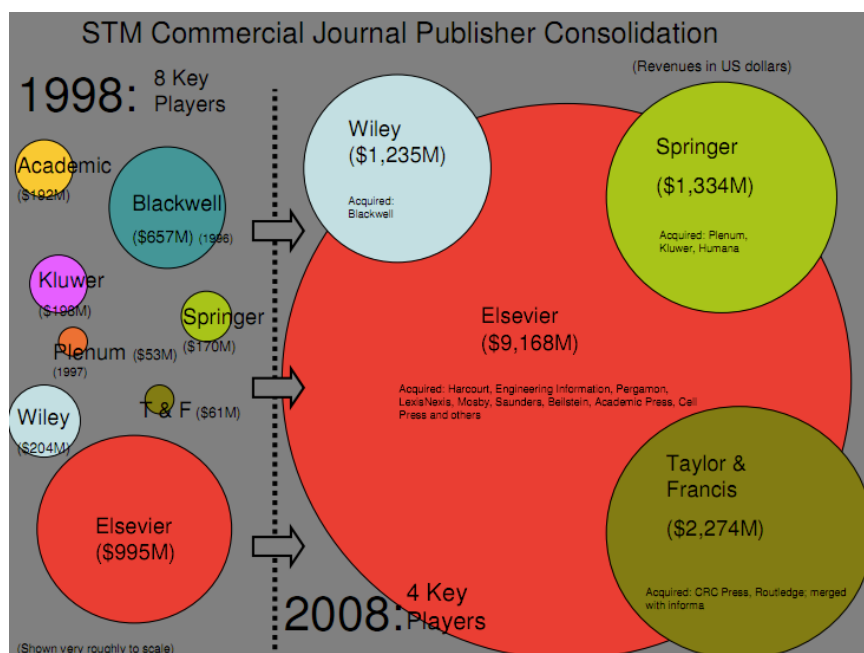 STM Commercial Journal Publisher Consolidation
(Revenues in US dollars)
1998: 8 Key
Players
Academic
($192M)
Blackwell
($657M) (1996)
Kluwer
($198M)
Springer
($170M)
Plenum ($53M)
(1997)
T & F ($61M)
Wiley
($204M)
Elsevier
($995M)
(Shown very roughly to scale)
Wiley
($1,235M)
Acquired:
Blackwell
Springer
($1,334M)
Acquired: Plenum,
Kluwer, Humana
Elsevier
($9,168M)
Acquired: Harcourt, Engineering Information, Pergamon,
LexisNexis, Mosby, Saunders, Beilstein, Academic Press, Cell
Press and others
Taylor &
Francis
($2,274M)
Acquired: CRC Press, Routledge; merged
with informa
2008: 4 Key
Players